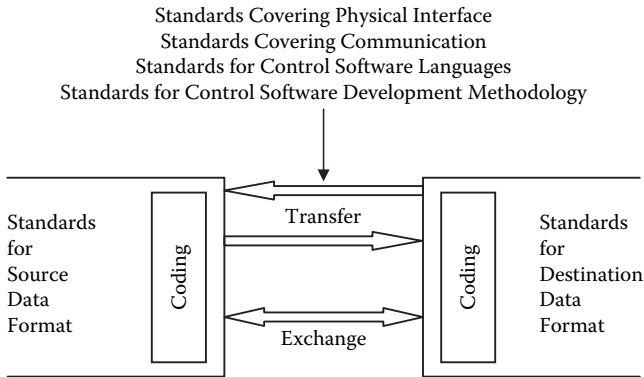 Standards Covering Physical Interface
Standards Covering Communication
Standards for Control Software Languages
Standards for Control Software Development Methodology
Standards
for
Source
Data
Format
Coding
Transfer
Exchange
Coding
Standards
for
Destination
Data
Format